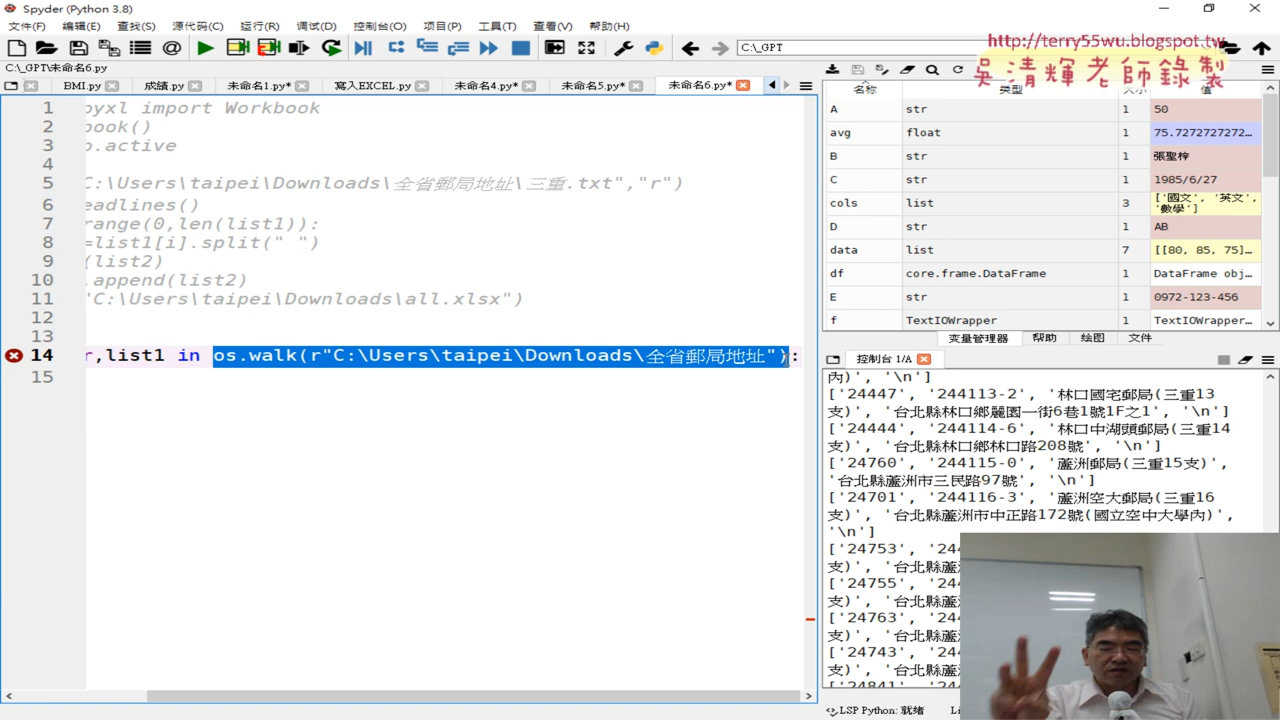 Spyder (Python 3.8)
文件(F) 编辑(E) 查找(S) 源代码(C) 运行(R) 调试(D) 控制台(O) 项目(P) 工具(T) 查看(V) 帮助(H)
C:\_GPT
http://terry55wu.blogspot.tw
吳清輝老師錄製
C:\_GPT\未命名6.py
BMI.py 成績.py 未命名1.py* 寫入EXCEL.py 未命名4.py* 未命名5.py* 未命名6.py*
1 pyxl import Workbook
2 book()
3 o.active
4
5 C:\Users\taipei\Downloads\全省郵局地址\三重.txt","r")
6 eadlines()
7 range(0,len(list1)):
8 =list1[i].split(" ")
9 (list2)
10 .append(list2)
11 "C:\Users\taipei\Downloads\all.xlsx")
12
13
14 r,list1 in os.walk(r"C:\Users\taipei\Downloads\全省郵局地址"):
15
名称 类型 大小 值
A str 1 50
avg float 1 75.7272727272…
B str 1 張聖梓
C str 1 1985/6/27
cols list 3 ['國文', '英文', '數學']
D str 1 AB
data list 7 [[80, 85, 75]…
df core.frame.DataFrame 1 DataFrame obj…
E str 1 0972-123-456
f TextIOWrapper 1 TextIOWrapper…
变量管理器 帮助 绘图 文件
控制台 1/A
內)', '\n']
['24447', '244113-2', '林口國宅郵局(三重13
支)', '台北縣林口鄉麗園一街6巷1號1F之1', '\n']
['24444', '244114-6', '林口中湖頭郵局(三重14
支)', '台北縣林口鄉林口路208號', '\n']
['24760', '244115-0', '蘆洲郵局(三重15支)',
'台北縣蘆洲市三民路97號', '\n']
['24701', '244116-3', '蘆洲空大郵局(三重16
支)', '台北縣蘆洲市中正路172號(國立空中大學內)',
'\n']
['24753', '244
支)', '台北縣蘆
['24755', '244
支)', '台北縣蘆
['24763', '244
支)', '台北縣蘆
['24743', '244
支)', '台北縣蘆
['24841', '244
LSP Python: 就绪